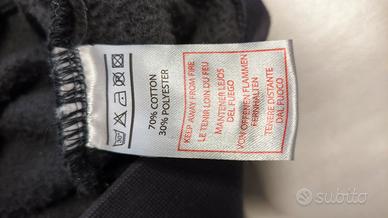 70% COTTON
30% POLYESTER
KEEP AWAY FROM FIRE
LE TENIR LOIN DU FEU
MANTENER LEJOS
DEL FUEGO
VON OFFENEN FLAMMEN
FERNHALTEN
TENERE DISTANTE
DAL FUOCO
30°
subito